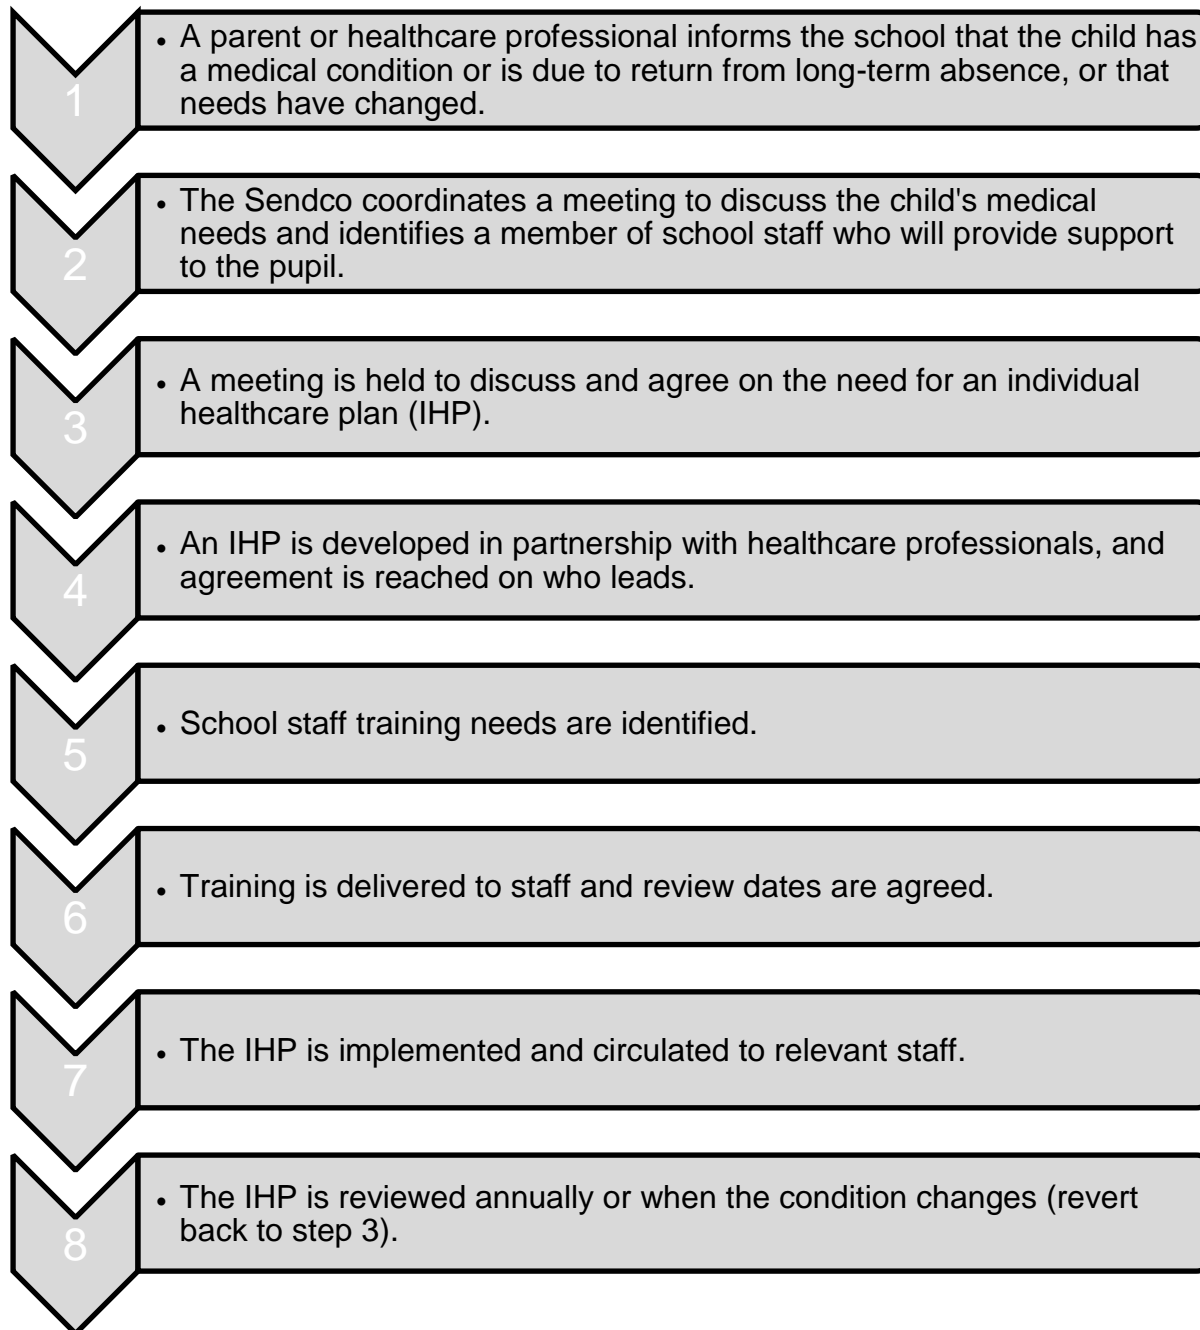 1
• A parent or healthcare professional informs the school that the child has
a medical condition or is due to return from long-term absence, or that
needs have changed.
2
• The Sendco coordinates a meeting to discuss the child's medical
needs and identifies a member of school staff who will provide support
to the pupil.
3
• A meeting is held to discuss and agree on the need for an individual
healthcare plan (IHP).
4
• An IHP is developed in partnership with healthcare professionals, and
agreement is reached on who leads.
5
• School staff training needs are identified.
6
• Training is delivered to staff and review dates are agreed.
7
• The IHP is implemented and circulated to relevant staff.
8
• The IHP is reviewed annually or when the condition changes (revert
back to step 3).